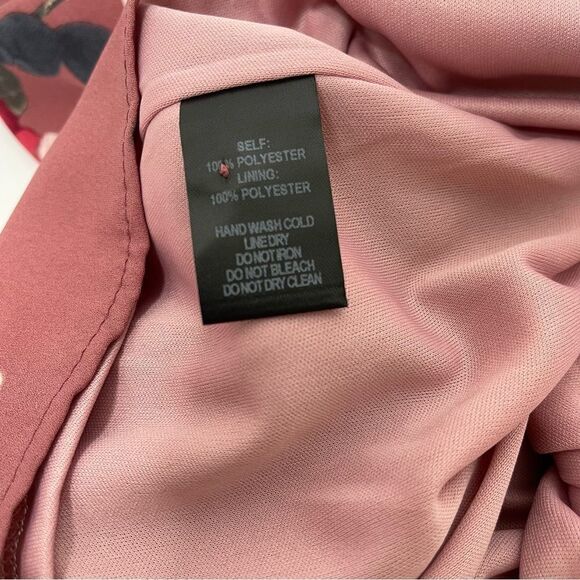 SELF:
100% POLYESTER
LINING:
100% POLYESTER
HAND WASH COLD
LINE DRY
DO NOT IRON
DO NOT BLEACH
DO NOT DRY CLEAN